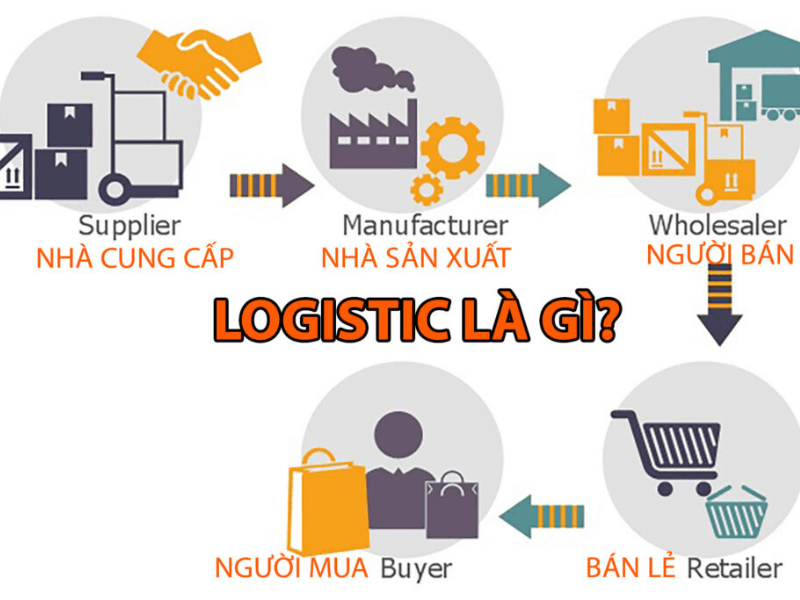 Supplier
NHÀ CUNG CẤP
Manufacturer
NHÀ SẢN XUẤT
Wholesaler
NGƯỜI BÁN
LOGISTIC LÀ GÌ?
NGƯỜI MUA Buyer
BÁN LẺ Retailer